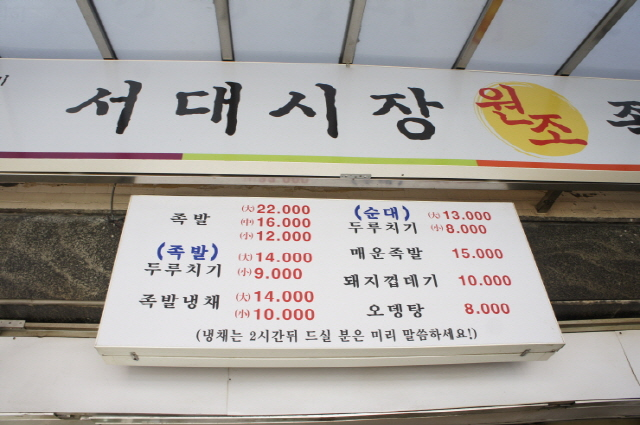 서대시장 원조 족
족발 (大) 22.000
(中) 16.000
(小) 12.000
(족발) 두루치기 (大) 14.000
(小) 9.000
족발냉채 (大) 14.000
(小) 10.000
(순대) 두루치기 (大) 13.000
(小) 8.000
매운족발 15.000
돼지껍데기 10.000
오뎅탕 8.000
(냉채는 2시간뒤 드실 분은 미리 말씀하세요!)